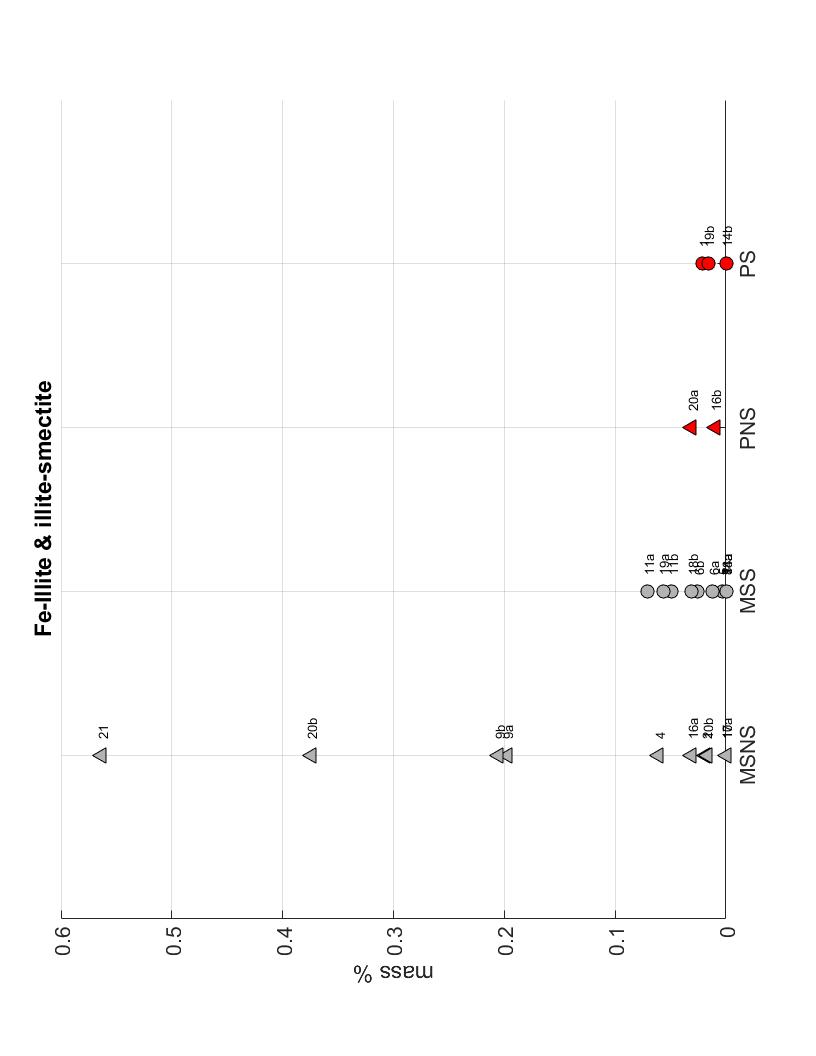 Fe-Illite & illite-smectite
0.6
0.5
0.4
0.3
0.2
0.1
0
mass %
21
20b
9b
9a
4
16a
10b
17a
11a
19a
11b
18b
6b
6a
20a
16b
1
19b
14b
MSNS
MSS
PNS
PS